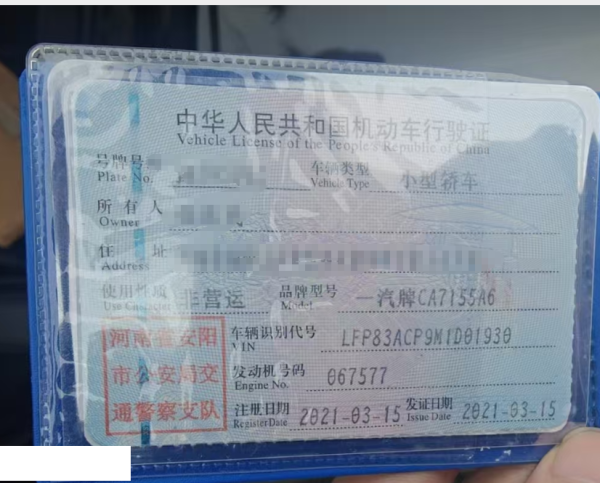 中华人民共和国机动车行驶证
Vehicle License of the People's Republic of China
号牌号 车辆类型 小型轿车
Plate No. Vehicle Type
所有人
Owner
住址
Address
使用性质 非营运 品牌型号 一汽牌CA7155A6
Use Character Model
河南省安阳 车辆识别代号 LFP83ACP9M1D01930
VIN
市公安局交 发动机号码 067577
Engine No.
通警察支队 注册日期 2021-03-15 发证日期 2021-03-15
Register Date Issue Date